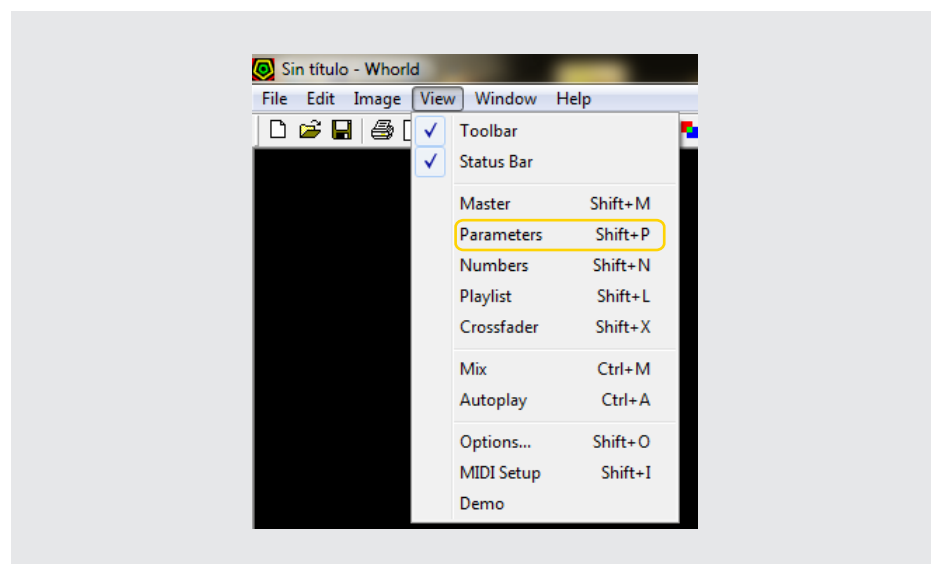 Sin título - Whorld
File Edit Image View Window Help
Toolbar
Status Bar
Master Shift+M
Parameters Shift+P
Numbers Shift+N
Playlist Shift+L
Crossfader Shift+X
Mix Ctrl+M
Autoplay Ctrl+A
Options... Shift+O
MIDI Setup Shift+I
Demo